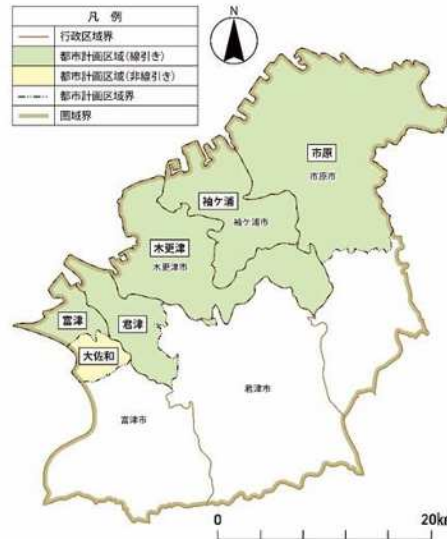 凡 例
行政区域界
都市計画区域(線引き)
都市計画区域(非線引き)
都市計画区域界
圏域界
N
市原
市原市
袖ケ浦
袖ケ浦市
木更津
木更津市
富津
君津
大佐和
君津市
富津市
0
20km